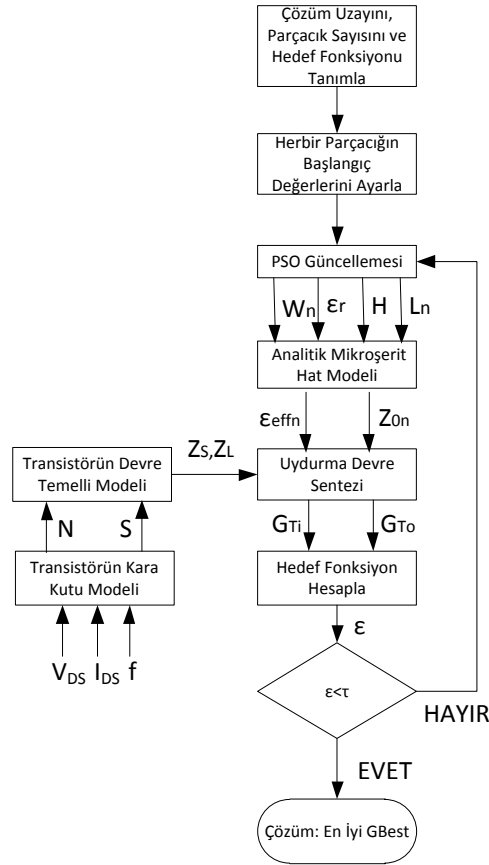 Çözüm Uzayını,
Parçacık Sayısını ve
Hedef Fonksiyonu
Tanımla
Herbir Parçacığın
Başlangıç
Değerlerini Ayarla
PSO Güncellemesi
Wn εr H Ln
Analitik Mikroşerit
Hat Modeli
εeffn Z0n
ZS,ZL
Transistörün Devre
Temelli Modeli
Uydurma Devre
Sentezi
N S
GTi GTo
Transistörün Kara
Kutu Modeli
Hedef Fonksiyon
Hesapla
VDS IDS f
ε
ε<τ
HAYIR
EVET
Çözüm: En İyi GBest